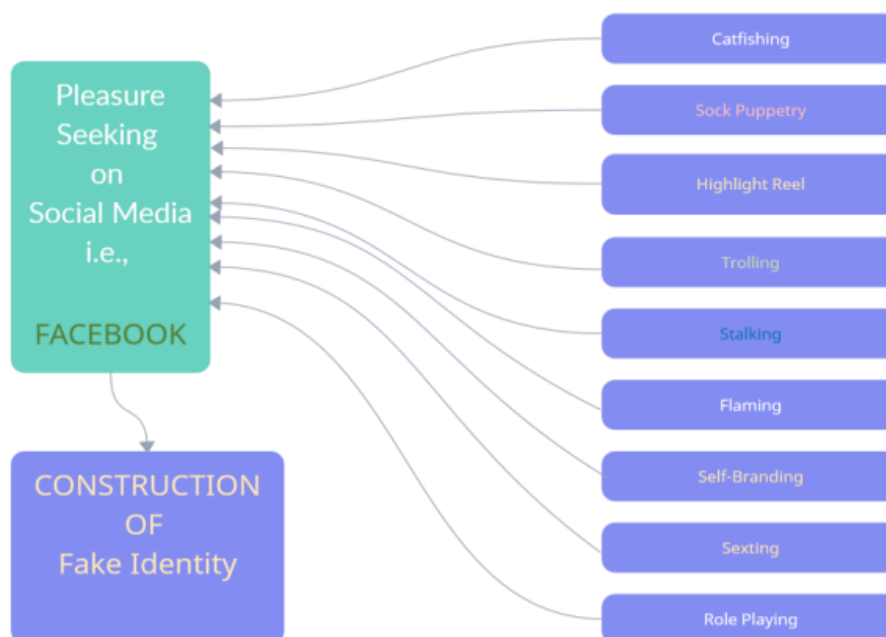 Pleasure
Seeking
on
Social Media
i.e.,
FACEBOOK
CONSTRUCTION
OF
Fake Identity
Catfishing
Sock Puppetry
Highlight Reel
Trolling
Stalking
Flaming
Self-Branding
Sexting
Role Playing